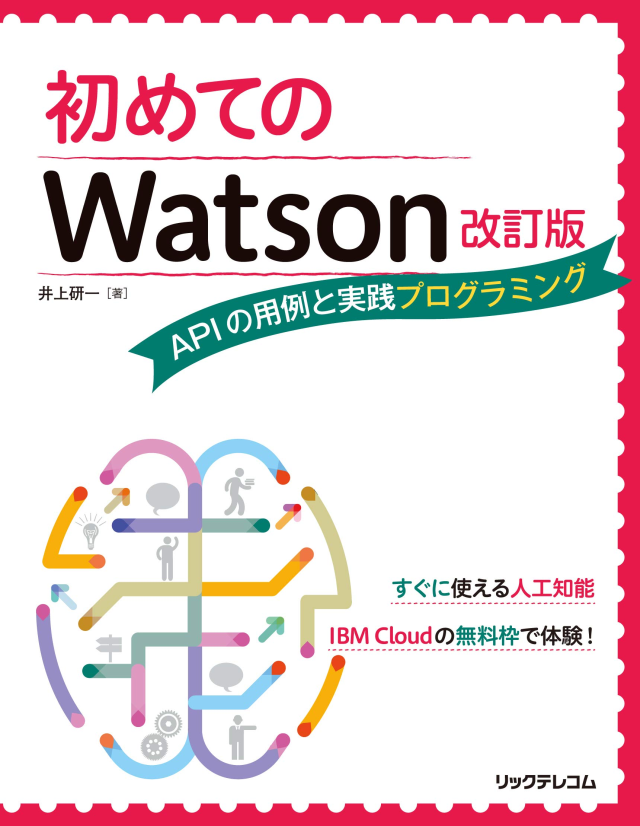 初めての
Watson 改訂版
井上研一［著］
APIの用例と実践プログラミング
すぐに使える人工知能
IBM Cloudの無料枠で体験！
リックテレコム